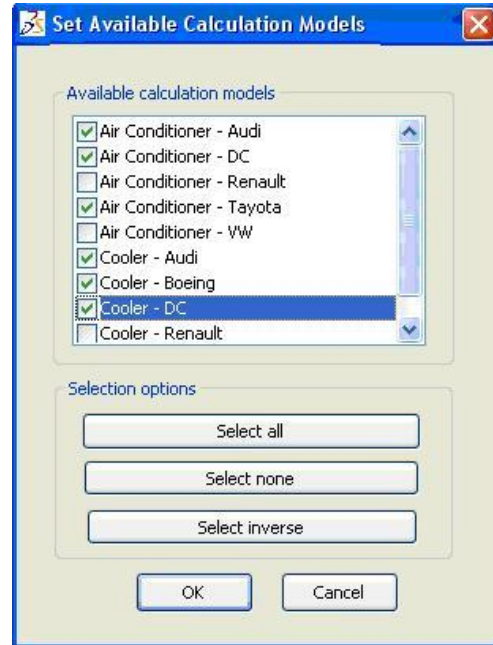 Set Available Calculation Models
Available calculation models
Air Conditioner - Audi
Air Conditioner - DC
Air Conditioner - Renault
Air Conditioner - Tayota
Air Conditioner - VW
Cooler - Audi
Cooler - Boeing
Cooler - DC
Cooler - Renault
Selection options
Select all
Select none
Select inverse
OK Cancel